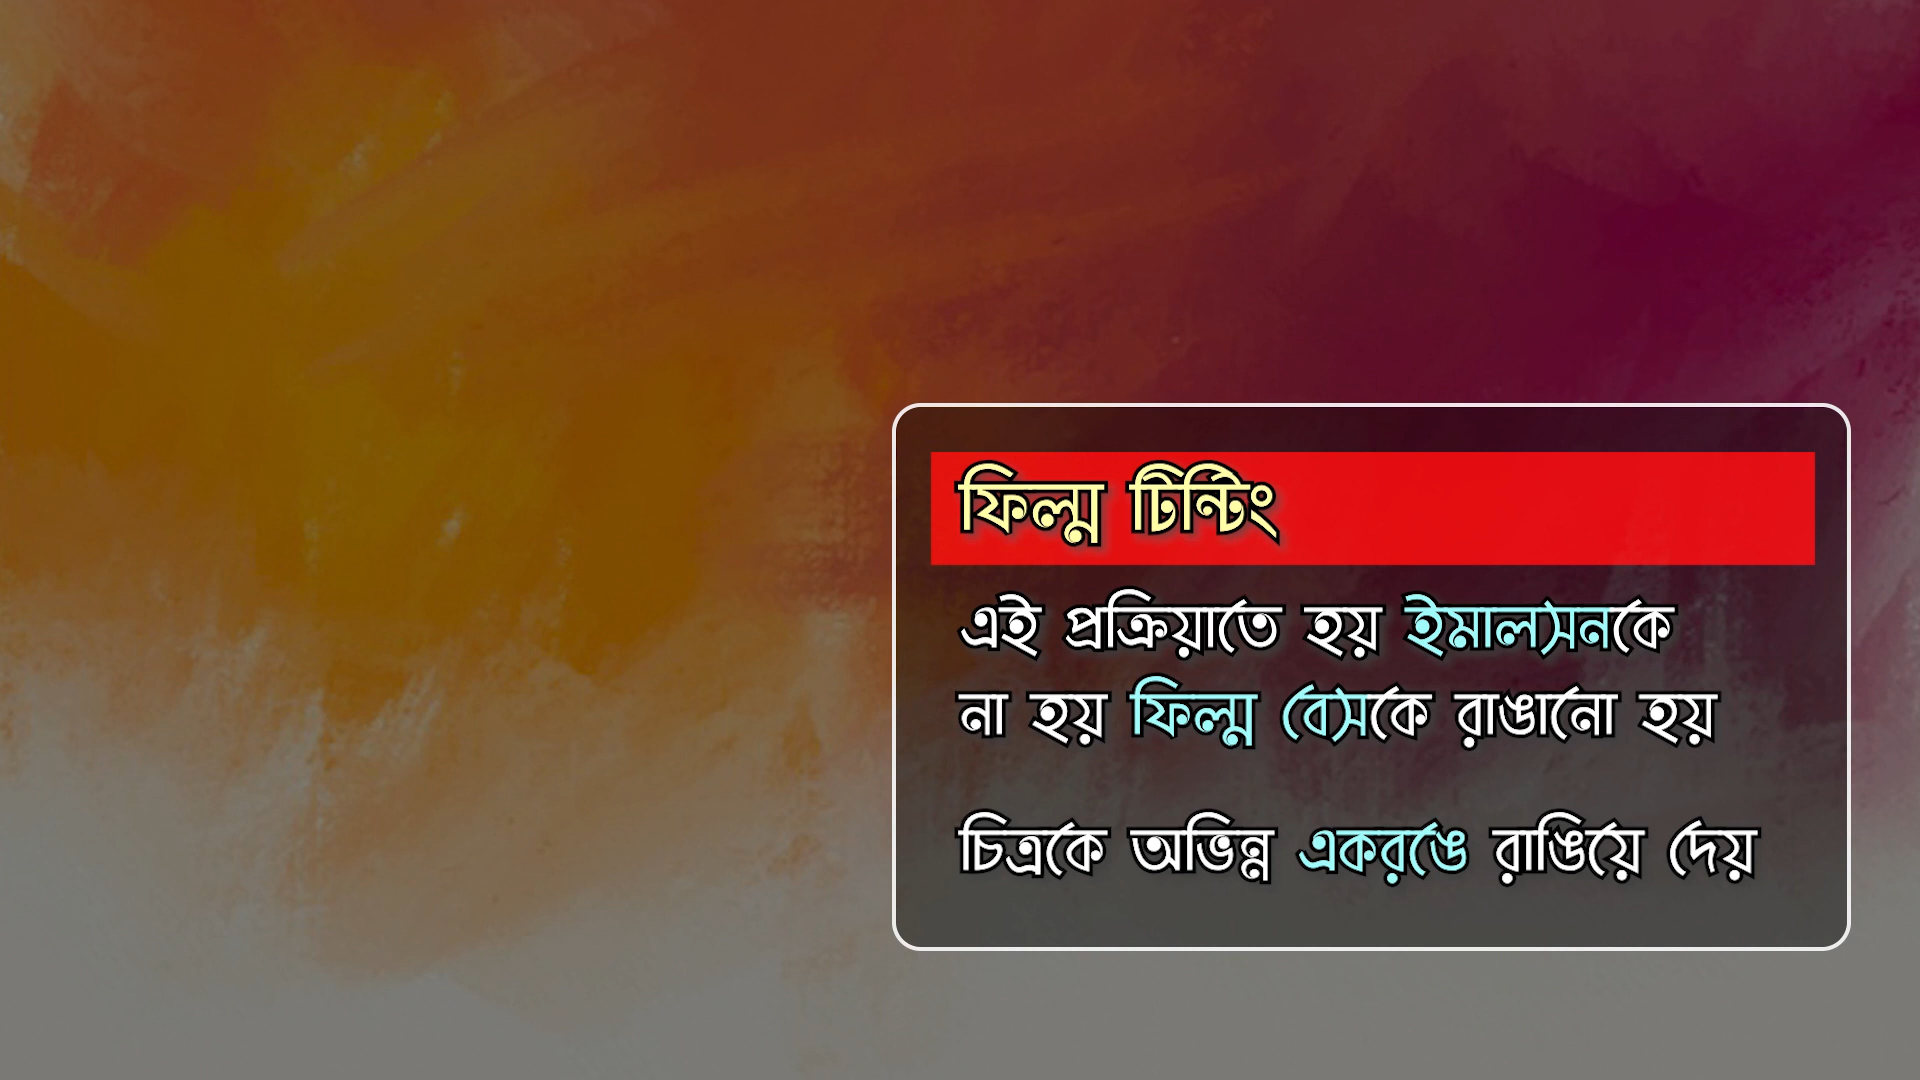 ফিল্ম টিন্টিং
এই প্রক্রিয়াতে হয় ইমালসনকে
না হয় ফিল্ম বেসকে রাঙানো হয়
চিত্রকে অভিন্ন একরঙে রাঙিয়ে দেয়